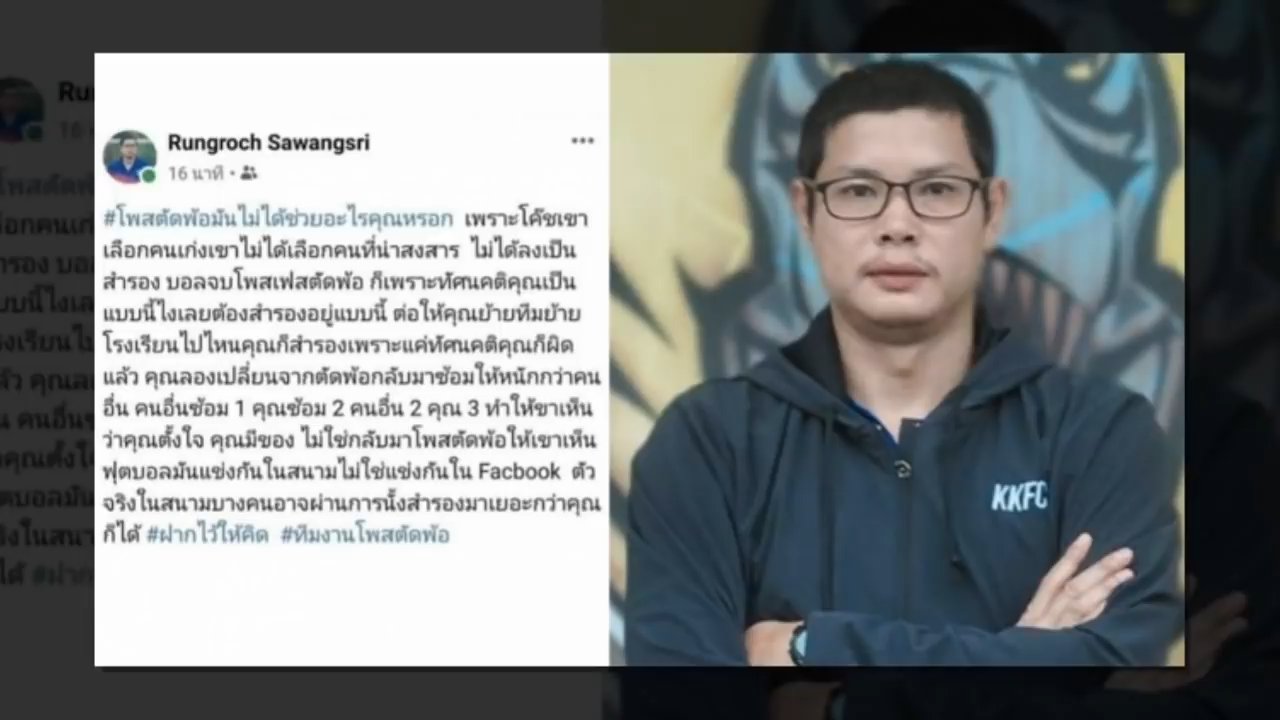 Rungroch Sawangsri
16 นาที •
#โพสตัดพ้อมันไม่ได้ช่วยอะไรคุณหรอก เพราะโค๊ชเขา
เลือกคนเก่งเขาไม่ได้เลือกคนที่น่าสงสาร ไม่ได้ลงเป็น
สำรอง บอลจบโพสเฟสตัดพ้อ ก็เพราะทัศนคติคุณเป็น
แบบนี้ไงเลยต้องสำรองอยู่แบบนี้ ต่อให้คุณย้ายทีมย้าย
โรงเรียนไปไหนคุณก็สำรองเพราะแค่ทัศนคติคุณก็ผิด
แล้ว คุณลองเปลี่ยนจากตัดพ้อกลับมาซ้อมให้หนักกว่าคน
อื่น คนอื่นซ้อม 1 คุณซ้อม 2 คนอื่น 2 คุณ 3 ทำให้ขาเห็น
ว่าคุณตั้งใจ คุณมีของ ไม่ใช่กลับมาโพสตัดพ้อให้เขาเห็น
ฟุตบอลมันแข่งกันในสนามไม่ใช่แข่งกันใน Facbook ตัว
จริงในสนามบางคนอาจผ่านการนั้งสำรองมาเยอะกว่าคุณ
ก็ได้ #ฝากไว้ให้คิด #ทีมงานโพสตัดพ้อ
KKFC